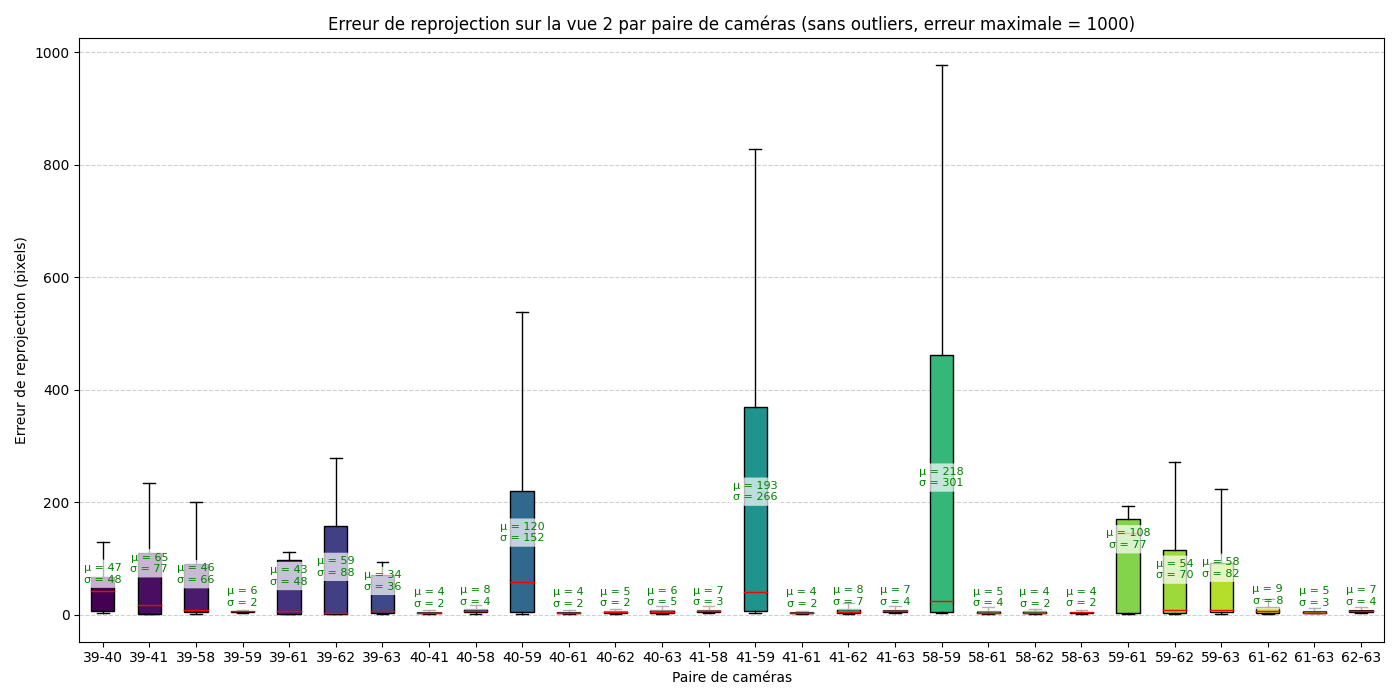 Erreur de reprojection sur la vue 2 par paire de caméras (sans outliers, erreur maximale = 1000)
Erreur de reprojection (pixels)
1000
800
600
400
200
0
μ = 47
σ = 48
μ = 65
σ = 77
μ = 46
σ = 66
μ = 6
σ = 2
μ = 43
σ = 48
μ = 59
σ = 88
μ = 34
σ = 36
μ = 4
σ = 2
μ = 8
σ = 4
μ = 120
σ = 152
μ = 4
σ = 2
μ = 5
σ = 2
μ = 6
σ = 5
μ = 7
σ = 3
μ = 193
σ = 266
μ = 4
σ = 2
μ = 8
σ = 7
μ = 7
σ = 4
μ = 218
σ = 301
μ = 5
σ = 4
μ = 4
σ = 2
μ = 4
σ = 2
μ = 108
σ = 77
μ = 54
σ = 70
μ = 58
σ = 82
μ = 9
σ = 8
μ = 5
σ = 3
μ = 7
σ = 4
39-40 39-41 39-58 39-59 39-61 39-62 39-63 40-41 40-58 40-59 40-61 40-62 40-63 41-58 41-59 41-61 41-62 41-63 58-59 58-61 58-62 58-63 59-61 59-62 59-63 61-62 61-63 62-63
Paire de caméras